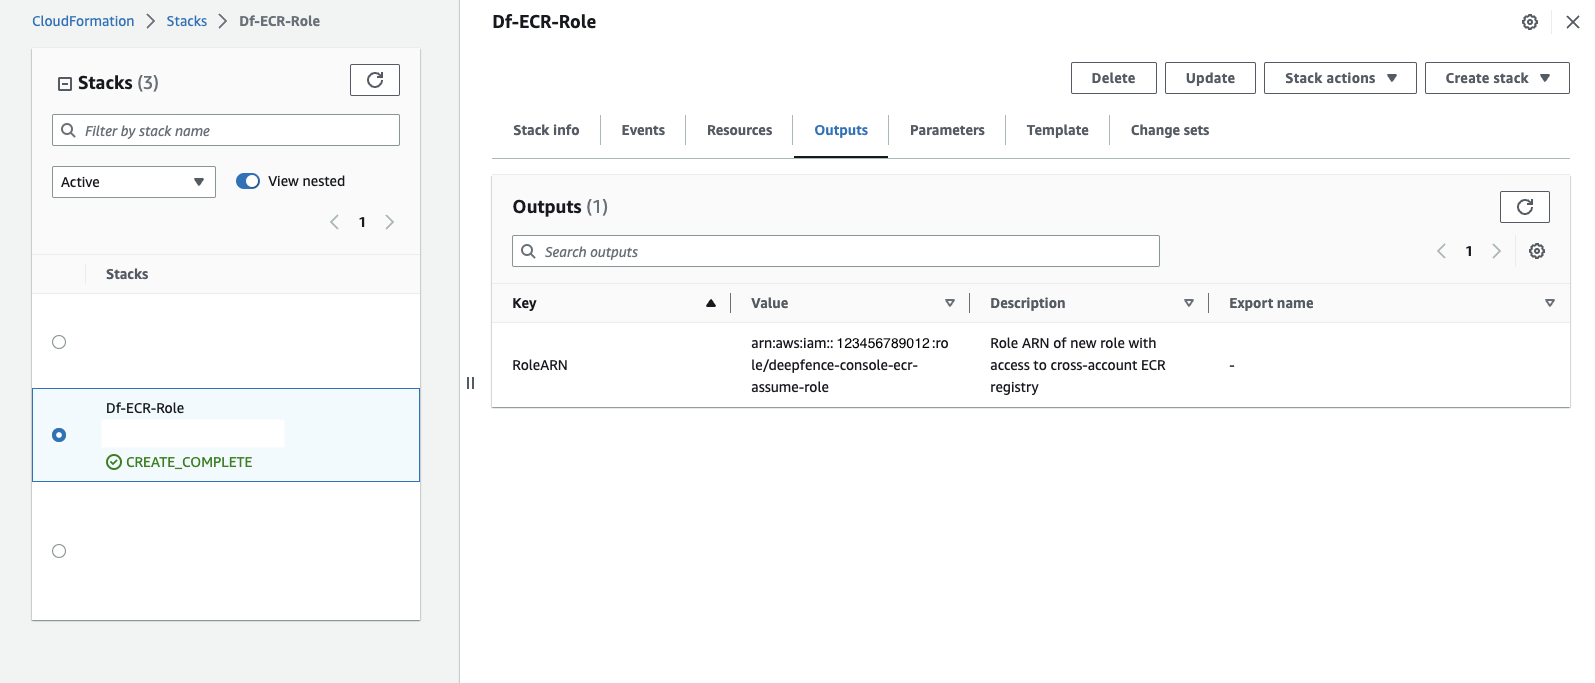 CloudFormation > Stacks > Df-ECR-Role
Stacks (3)
Filter by stack name
Active
View nested
1
Stacks
Df-ECR-Role
CREATE_COMPLETE
Df-ECR-Role
Delete
Update
Stack actions
Create stack
Stack info
Events
Resources
Outputs
Parameters
Template
Change sets
Outputs (1)
Search outputs
1
Key
Value
Description
Export name
RoleARN
arn:aws:iam:: 123456789012 :ro
le/deepfence-console-ecr-
assume-role
Role ARN of new role with
access to cross-account ECR
registry
-